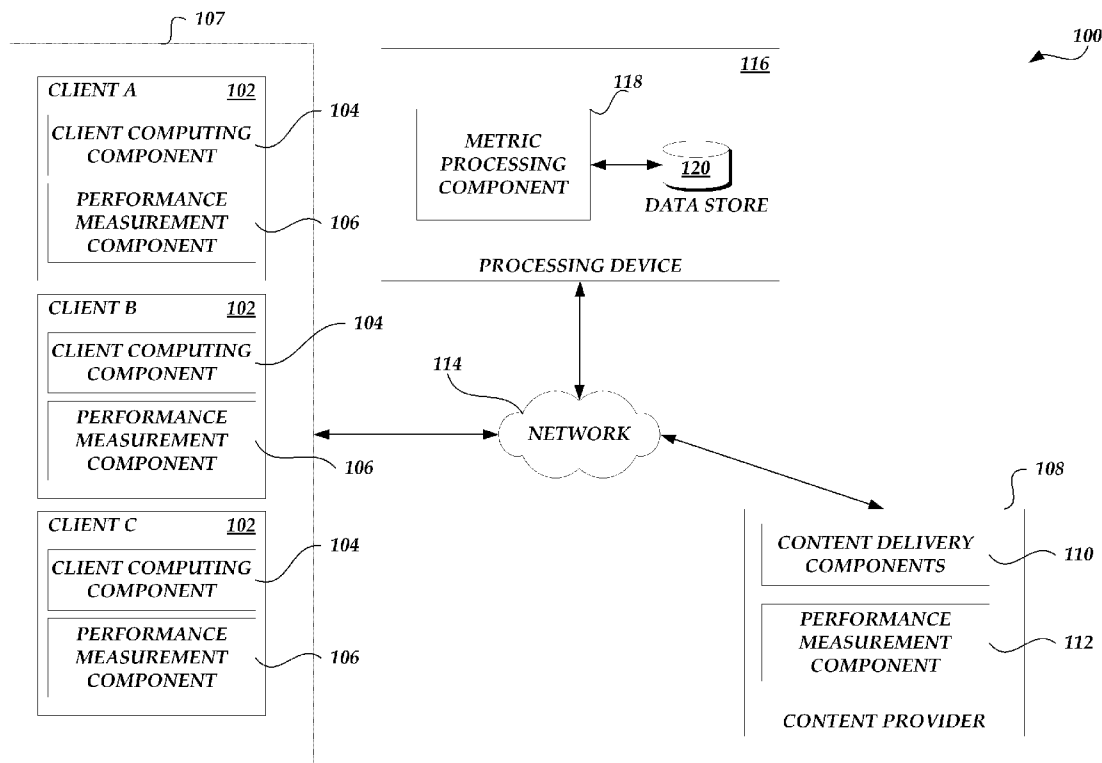 107
100
CLIENT A 102
CLIENT COMPUTING
COMPONENT
104
PERFORMANCE
MEASUREMENT
COMPONENT
106
CLIENT B 102
CLIENT COMPUTING
COMPONENT
104
PERFORMANCE
MEASUREMENT
COMPONENT
106
CLIENT C 102
CLIENT COMPUTING
COMPONENT
104
PERFORMANCE
MEASUREMENT
COMPONENT
106
116
118
METRIC
PROCESSING
COMPONENT
120
DATA STORE
PROCESSING DEVICE
114
NETWORK
108
CONTENT DELIVERY
COMPONENTS
110
PERFORMANCE
MEASUREMENT
COMPONENT
112
CONTENT PROVIDER